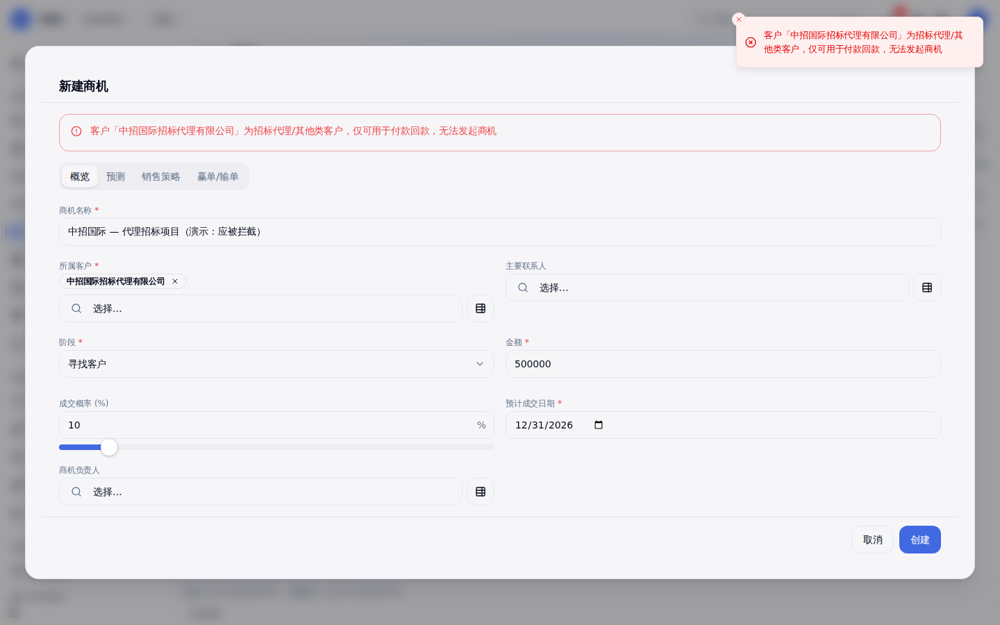 客户「中招国际招标代理有限公司」为招标代理/其
他类客户，仅可用于付款回款，无法发起商机
新建商机
客户「中招国际招标代理有限公司」为招标代理/其他类客户，仅可用于付款回款，无法发起商机
概览 预测 销售策略 赢单/输单
商机名称 *
中招国际 — 代理招标项目（演示：应被拦截）
所属客户 *
中招国际招标代理有限公司
选择...
主要联系人
选择...
阶段 *
寻找客户
金额 *
500000
成交概率 (%)
10 %
预计成交日期 *
12/31/2026
商机负责人
选择...
取消 创建